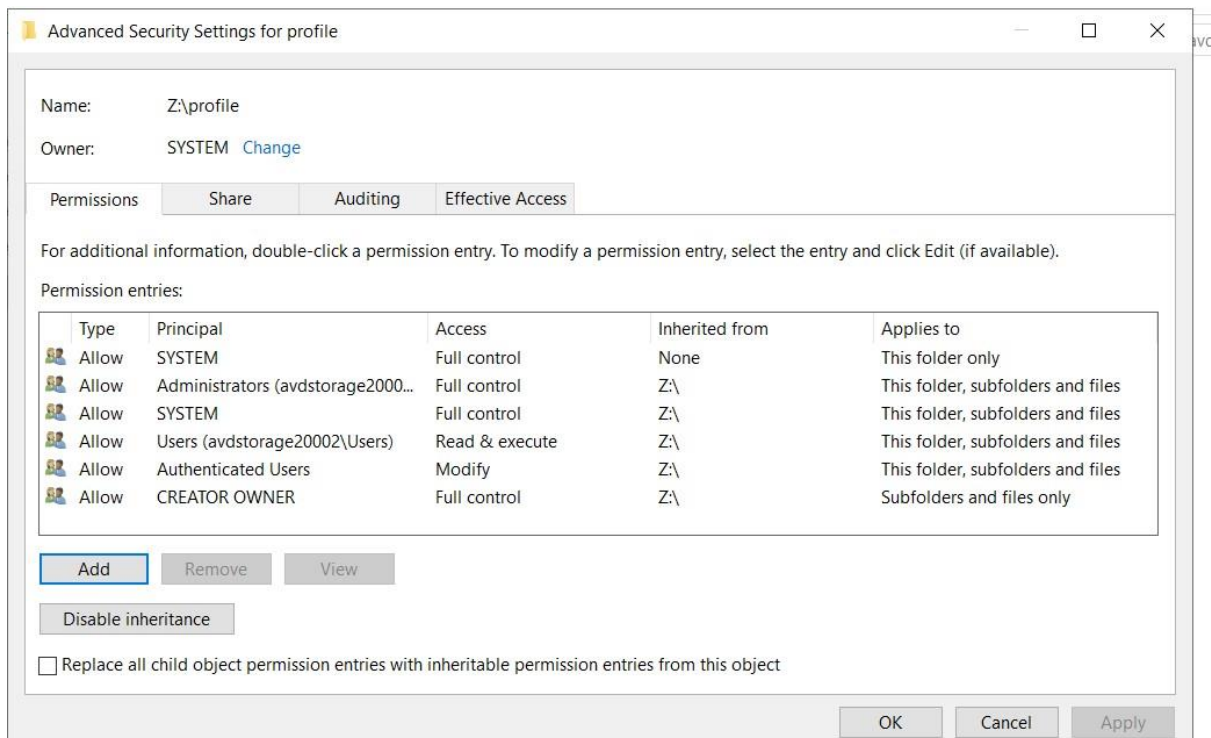 Advanced Security Settings for profile
Name: Z:\profile
Owner: SYSTEM Change
Permissions Share Auditing Effective Access
For additional information, double-click a permission entry. To modify a permission entry, select the entry and click Edit (if available).
Permission entries:
Type Principal Access Inherited from Applies to
Allow SYSTEM Full control None This folder only
Allow Administrators (avdstorage2000... Full control Z:\ This folder, subfolders and files
Allow SYSTEM Full control Z:\ This folder, subfolders and files
Allow Users (avdstorage20002\Users) Read & execute Z:\ This folder, subfolders and files
Allow Authenticated Users Modify Z:\ This folder, subfolders and files
Allow CREATOR OWNER Full control Z:\ Subfolders and files only
Add Remove View
Disable inheritance
Replace all child object permission entries with inheritable permission entries from this object
OK Cancel Apply